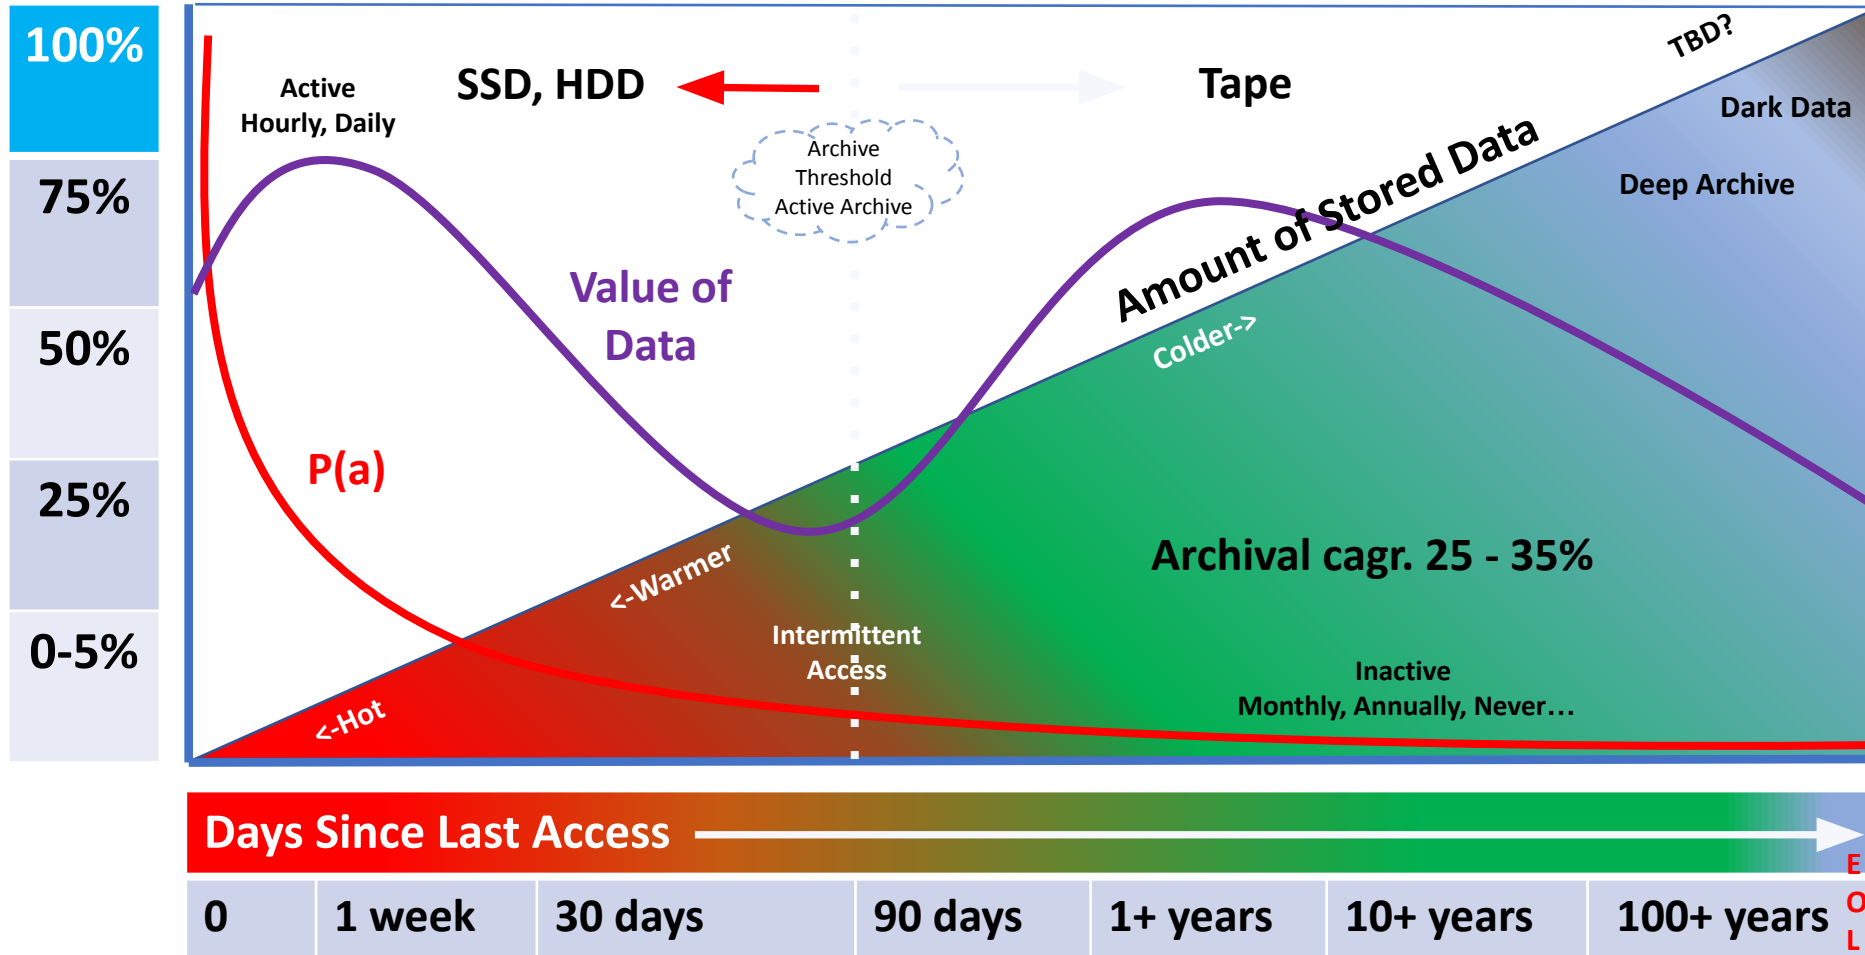 100%
75%
50%
25%
0-5%
Active
Hourly, Daily
SSD, HDD
Tape
TBD?
Dark Data
Deep Archive
Archive
Threshold
Active Archive
Amount of Stored Data
Value of
Data
Colder->
P(a)
<-Warmer
Archival cagr. 25 - 35%
Intermittent
Access
Inactive
Monthly, Annually, Never…
<-Hot
Days Since Last Access
0
1 week
30 days
90 days
1+ years
10+ years
100+ years
E
O
L